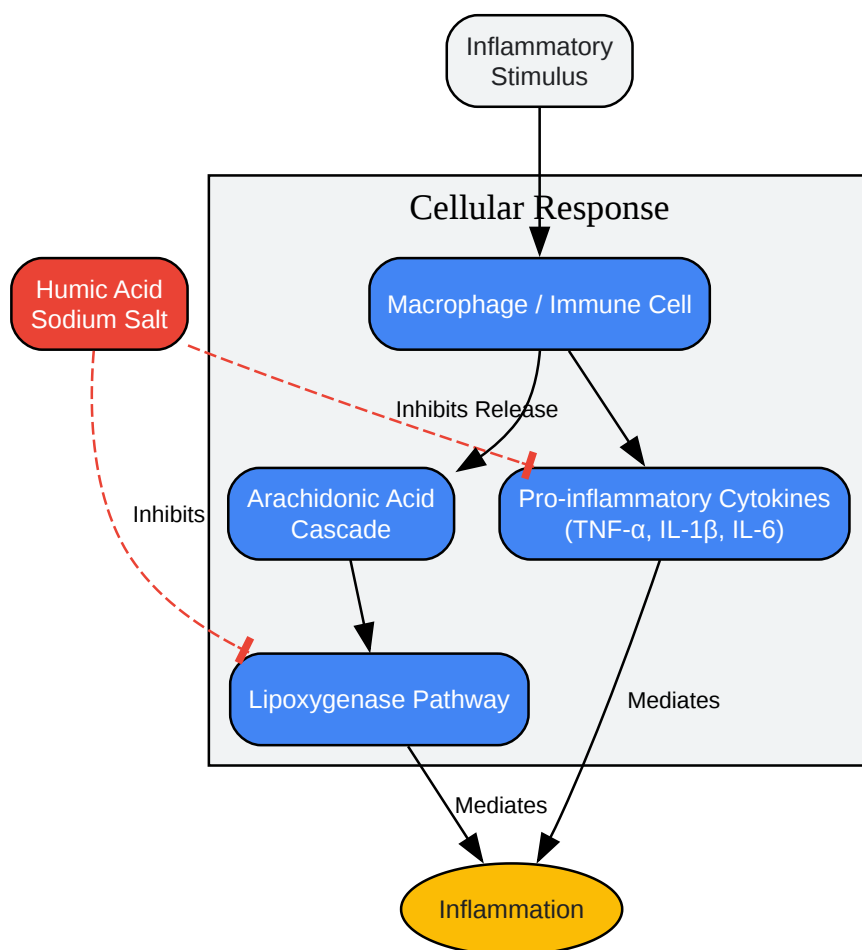 Inflammatory
Stimulus
Cellular Response
Humic Acid
Sodium Salt
Macrophage / Immune Cell
Inhibits Release
Arachidonic Acid
Cascade
Pro-inflammatory Cytokines
(TNF-α, IL-1β, IL-6)
Inhibits
Lipoxygenase Pathway
Mediates
Mediates
Inflammation